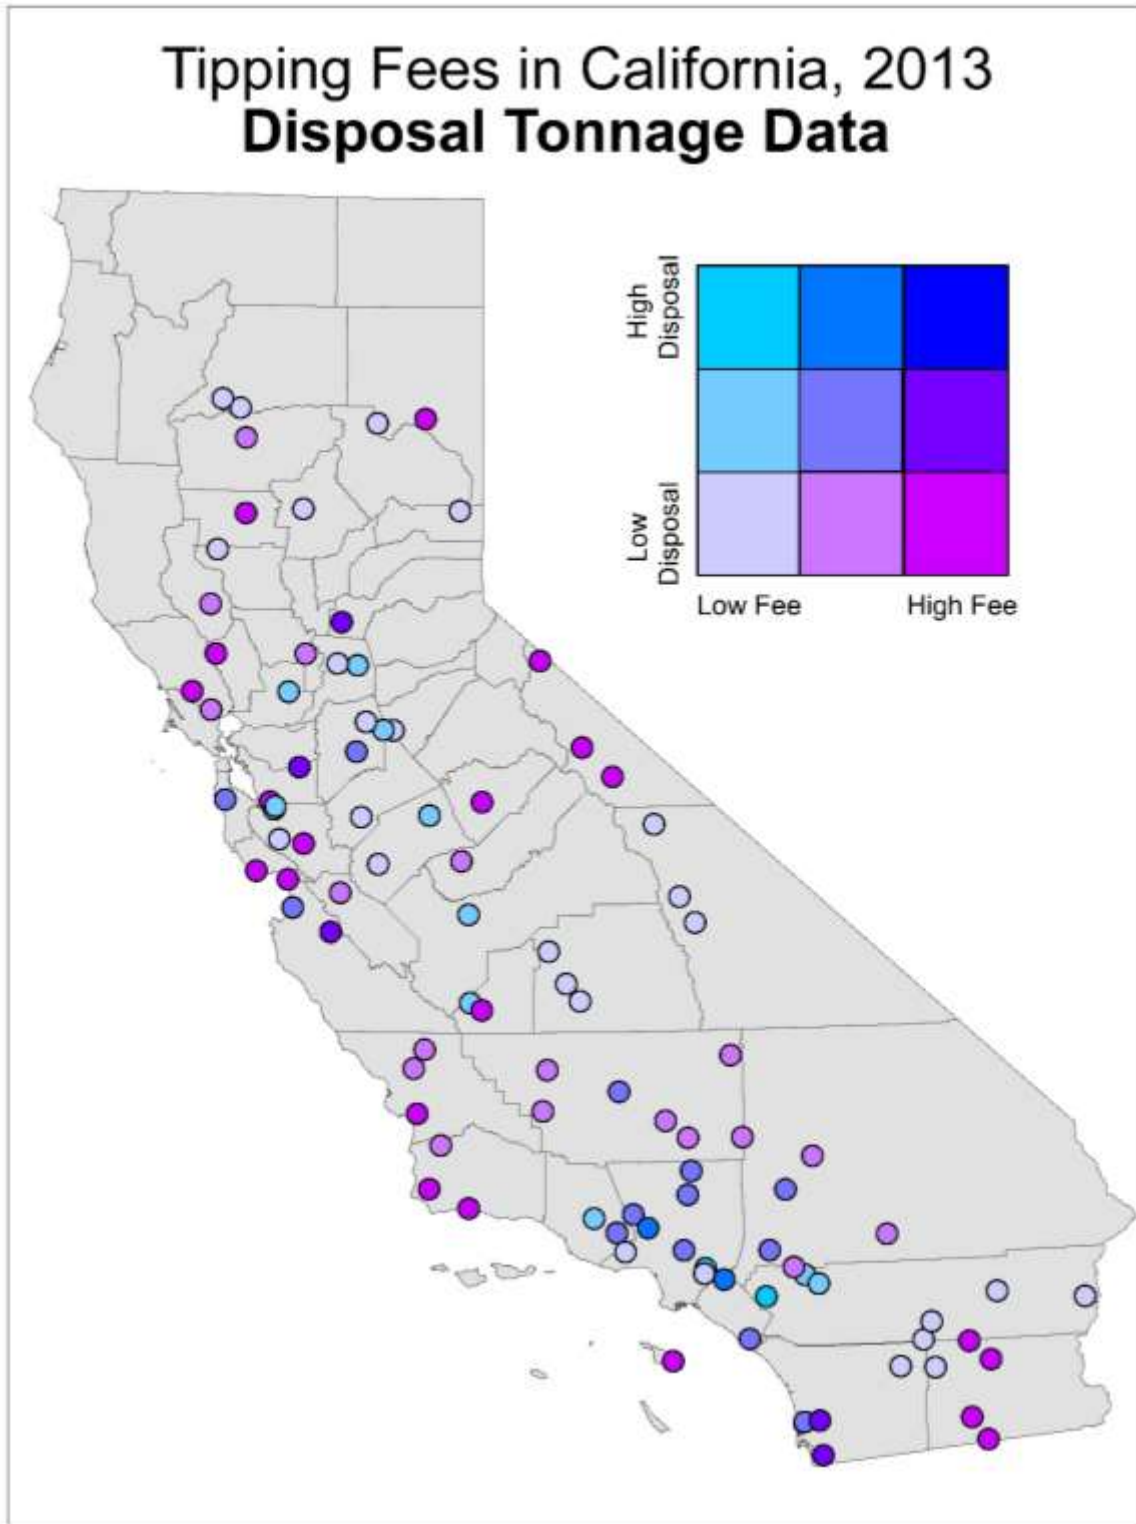 Tipping Fees in California, 2013
Disposal Tonnage Data
High
Disposal
Low
Disposal
Low Fee
High Fee